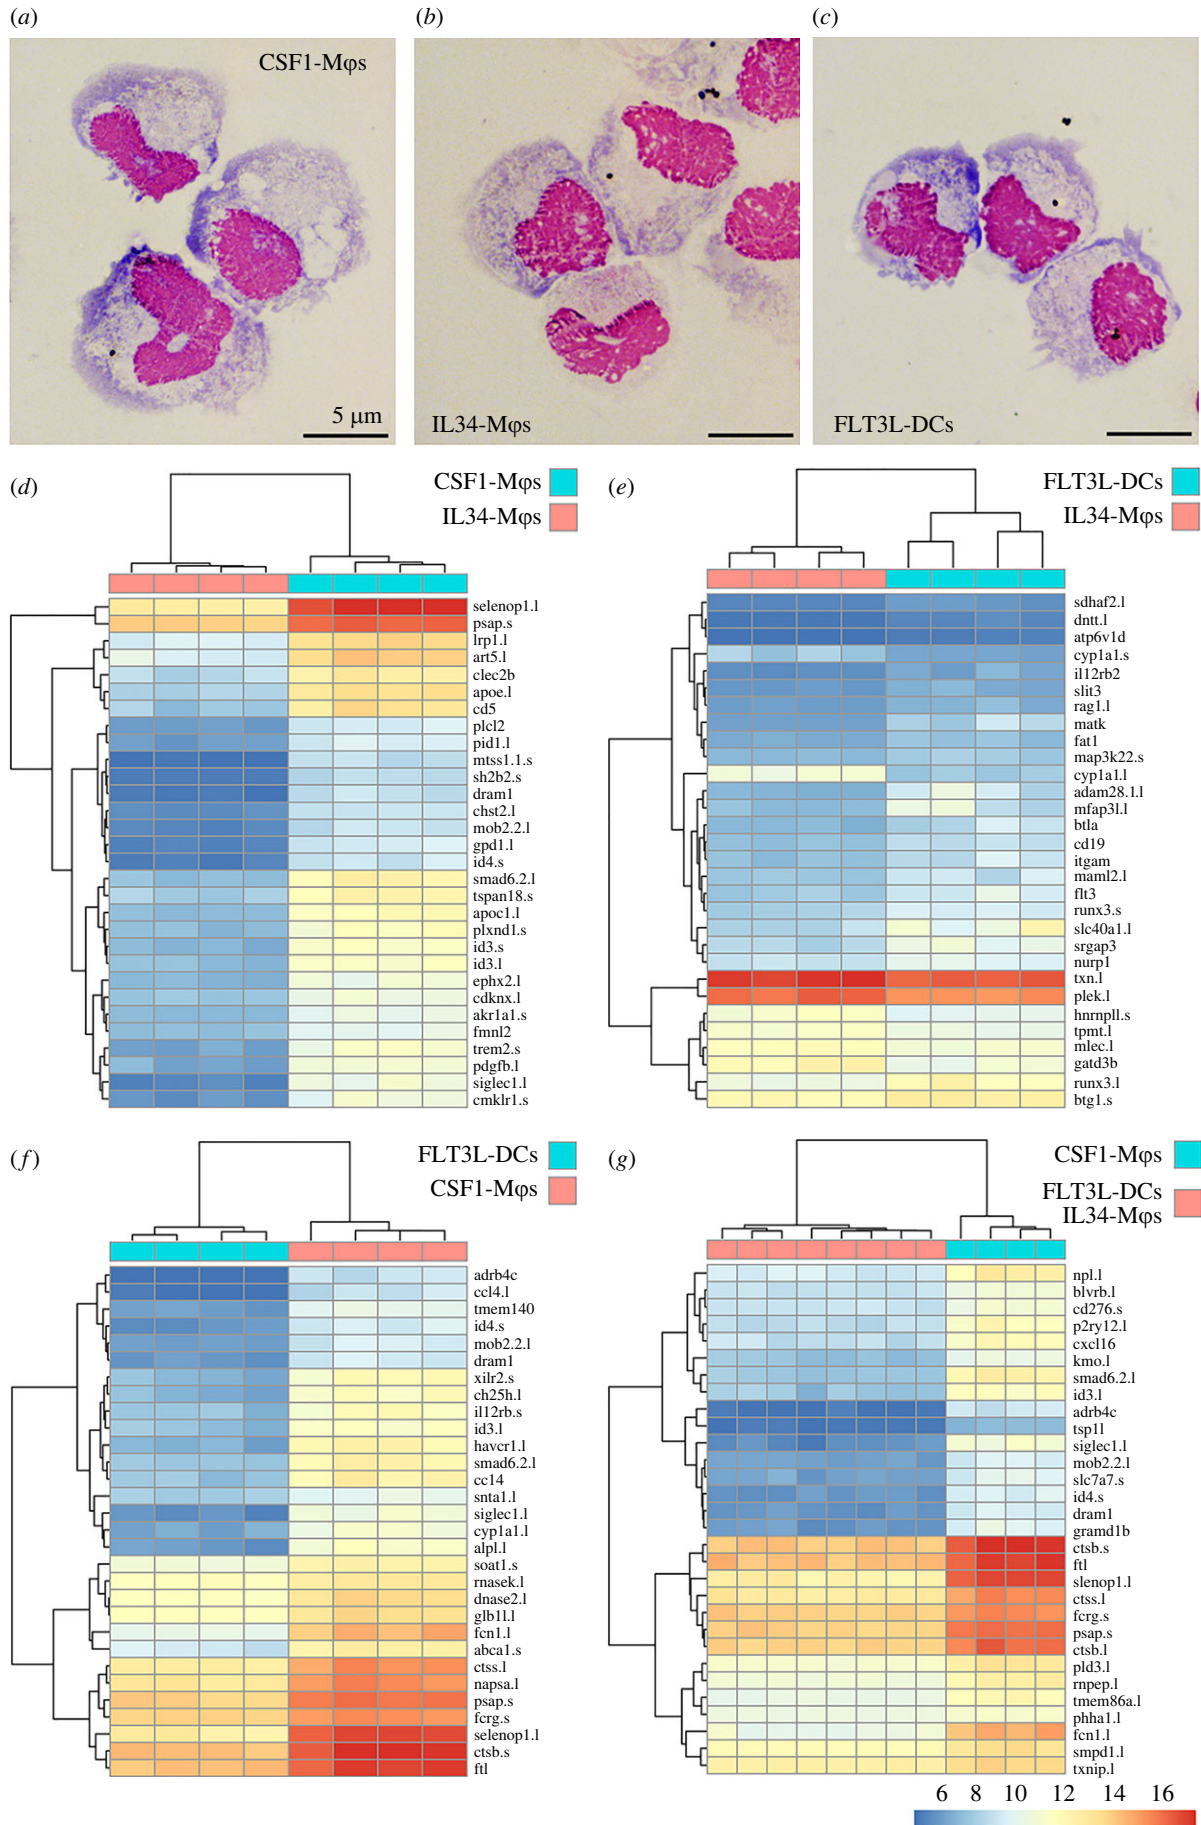 (a)
CSF1-Mφs
5 μm
(b)
IL34-Mφs
(c)
FLT3L-DCs
(d)
CSF1-Mφs
IL34-Mφs
selenop1.l
psap.s
lrp1.l
art5.l
clec2b
apoe.l
cd5
plcl2
pid1.l
mtss1.1.s
sh2b2.s
dram1
chst2.l
mob2.2.l
gpd1.l
id4.s
smad6.2.l
tspan18.s
apoc1.l
plxnd1.s
id3.s
id3.l
ephx2.l
cdknx.l
akr1a1.s
fmnl2
trem2.s
pdgfb.l
siglec1.l
cmklr1.s
(e)
FLT3L-DCs
IL34-Mφs
sdhaf2.l
dntt.l
atp6v1d
cyp1a1.s
il12rb2
slit3
rag1.l
matk
fat1
map3k22.s
cyp1a1.l
adam28.1.l
mfap3l.l
btla
cd19
itgam
maml2.l
flt3
runx3.s
slc40a1.l
srgap3
nurp1
txn.l
plek.l
hnrnpll.s
tpmt.l
mlec.l
gatd3b
runx3.l
btg1.s
(f)
FLT3L-DCs
CSF1-Mφs
adrb4c
ccl4.l
tmem140
id4.s
mob2.2.l
dram1
xilr2.s
ch25h.l
il12rb.s
id3.l
havcr1.l
smad6.2.l
cc14
snta1.l
siglec1.l
cyp1a1.l
alpl.l
soat1.s
rnasek.l
dnase2.l
glb1l.l
fcn1.l
abca1.s
ctss.l
napsa.l
psap.s
fcrg.s
selenop1.l
ctsb.s
ftl
(g)
CSF1-Mφs
FLT3L-DCs
IL34-Mφs
npl.l
blvrb.l
cd276.s
p2ry12.l
cxcl16
kmo.l
smad6.2.l
id3.l
adrb4c
tsp1l
siglec1.l
mob2.2.l
slc7a7.s
id4.s
dram1
gramd1b
ctsb.s
ftl
slenop1.l
ctss.l
fcrg.s
psap.s
ctsb.l
pld3.l
rnpep.l
tmem86a.l
phha1.l
fcn1.l
smpd1.l
txnip.l
6 8 10 12 14 16